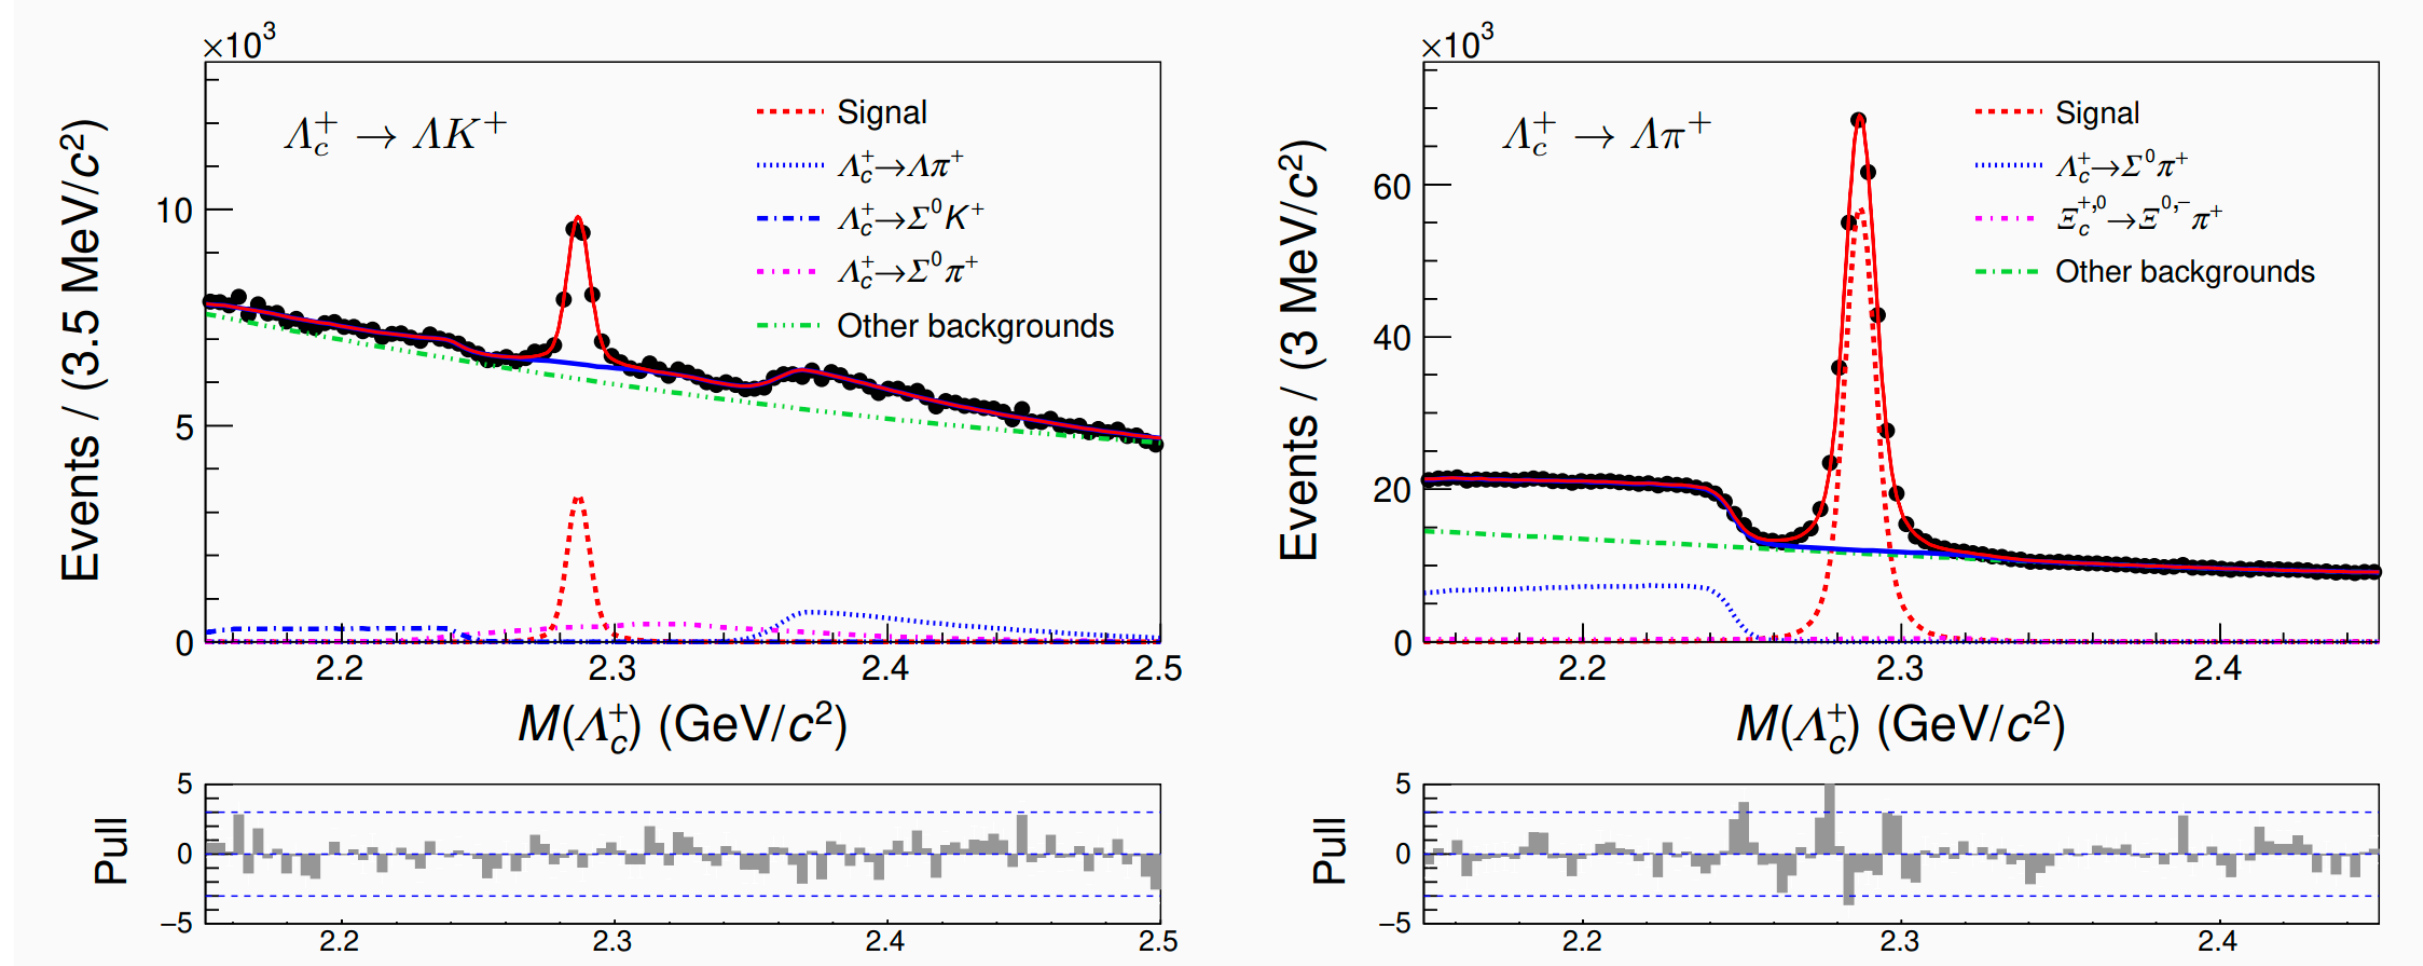 ×10³
Events / (3.5 MeV/c²)
10
5
0
Λc⁺ → ΛK⁺
Signal
Λc⁺→Λπ⁺
Λc⁺→Σ⁰K⁺
Λc⁺→Σ⁰π⁺
Other backgrounds
2.2 2.3 2.4 2.5
M(Λc⁺) (GeV/c²)
Pull
5
0
−5
2.2 2.3 2.4 2.5
×10³
Events / (3 MeV/c²)
60
40
20
0
Λc⁺ → Λπ⁺
Signal
Λc⁺→Σ⁰π⁺
Ξc⁺,⁰→Ξ⁰,⁻π⁺
Other backgrounds
2.2 2.3 2.4
M(Λc⁺) (GeV/c²)
Pull
5
0
−5
2.2 2.3 2.4